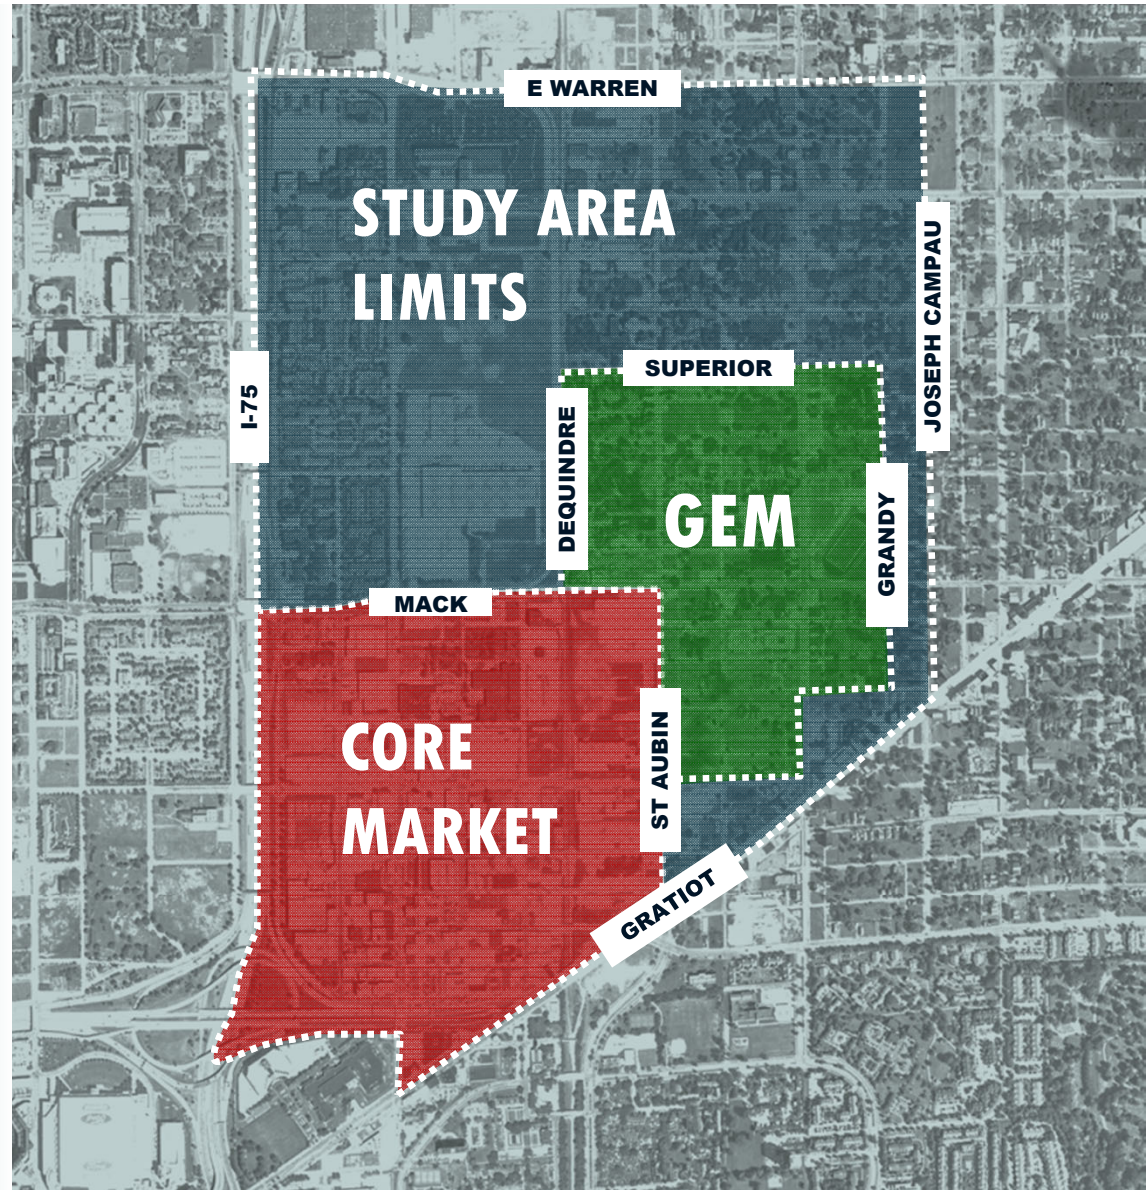 E WARREN
STUDY AREA
LIMITS
JOSEPH CAMPAU
I-75
SUPERIOR
DEQUINDRE
GEM
GRANDY
MACK
CORE
MARKET
ST AUBIN
GRATIOT